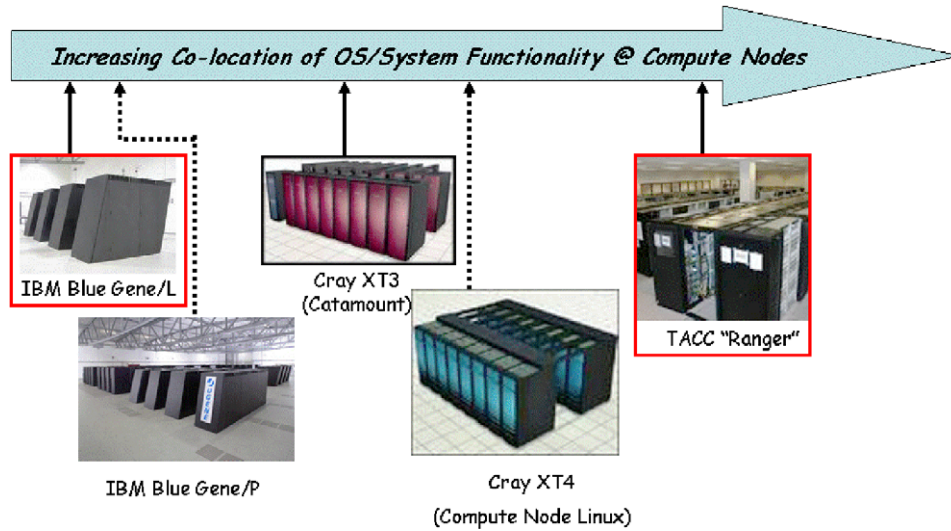 Increasing Co-location of OS/System Functionality @ Compute Nodes
IBM Blue Gene/L
Cray XT3
(Catamount)
TACC “Ranger”
IBM Blue Gene/P
Cray XT4
(Compute Node Linux)